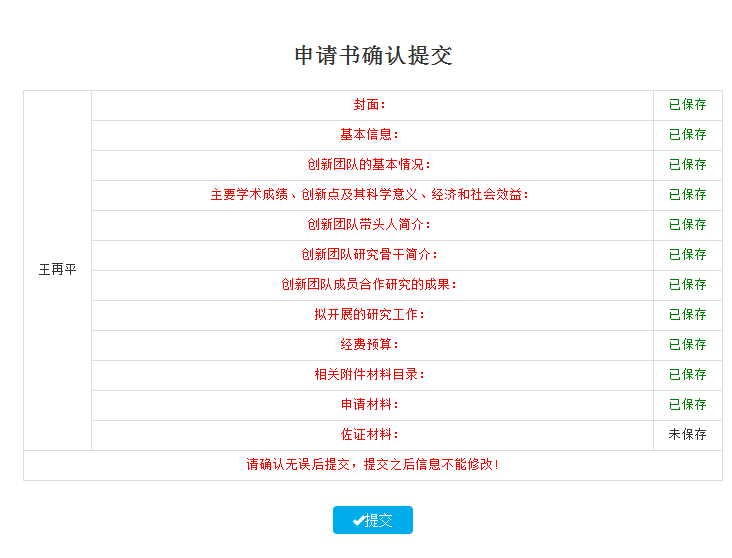 申请书确认提交
封面： 已保存
基本信息： 已保存
创新团队的基本情况： 已保存
主要学术成绩、创新点及其科学意义、经济和社会效益： 已保存
创新团队带头人简介： 已保存
创新团队研究骨干简介： 已保存
王再平
创新团队成员合作研究的成果： 已保存
拟开展的研究工作： 已保存
经费预算： 已保存
相关附件材料目录： 已保存
申请材料： 已保存
佐证材料： 未保存
请确认无误后提交，提交之后信息不能修改!
提交